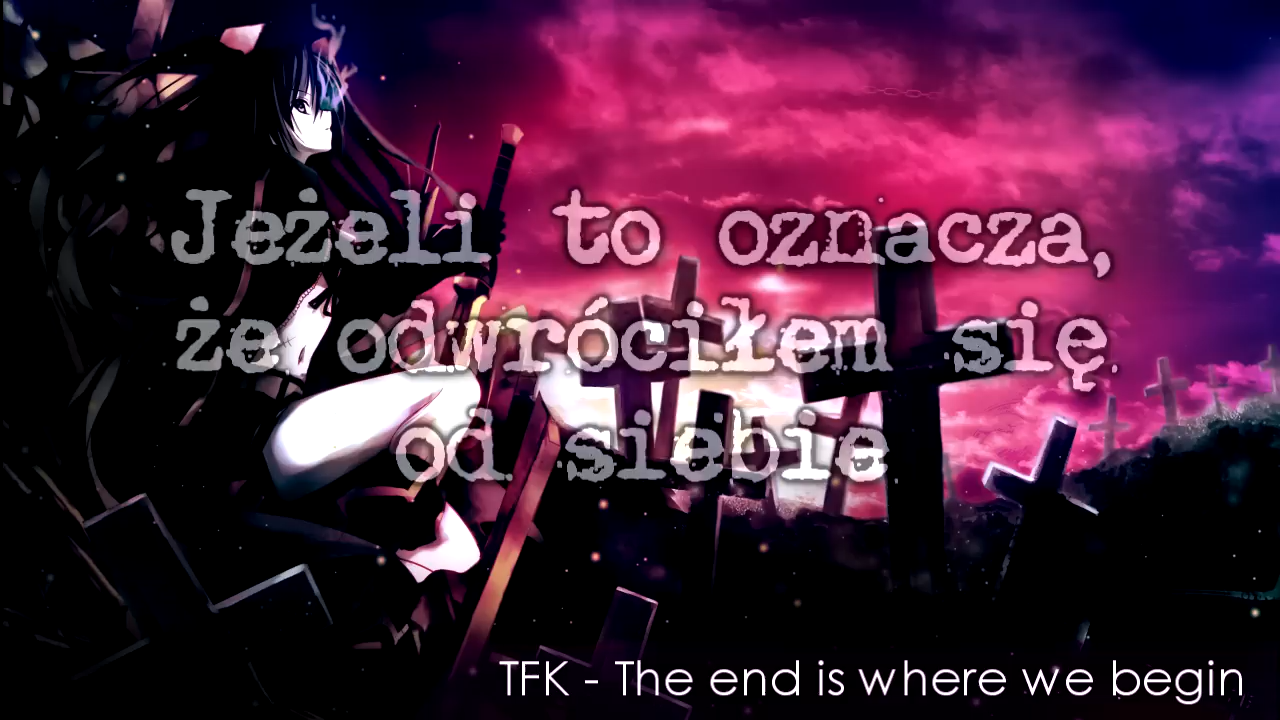 Jeżeli to oznacza,
że odwróciłem się
od siebie
TFK - The end is where we begin